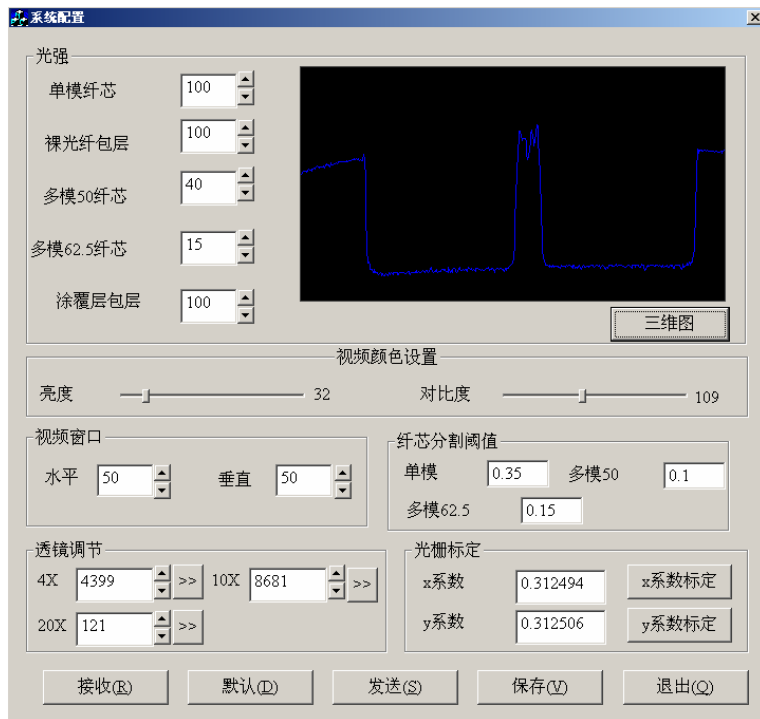 系统配置
光强
单模纤芯 100
裸光纤包层 100
多模50纤芯 40
多模62.5纤芯 15
涂覆层包层 100
三维图
视频颜色设置
亮度 32 对比度 109
视频窗口
水平 50 垂直 50
纤芯分割阈值
单模 0.35 多模50 0.1
多模62.5 0.15
透镜调节
4X 4399 >> 10X 8681 >>
20X 121 >>
光栅标定
x系数 0.312494 x系数标定
y系数 0.312506 y系数标定
接收(R) 默认(D) 发送(S) 保存(V) 退出(Q)